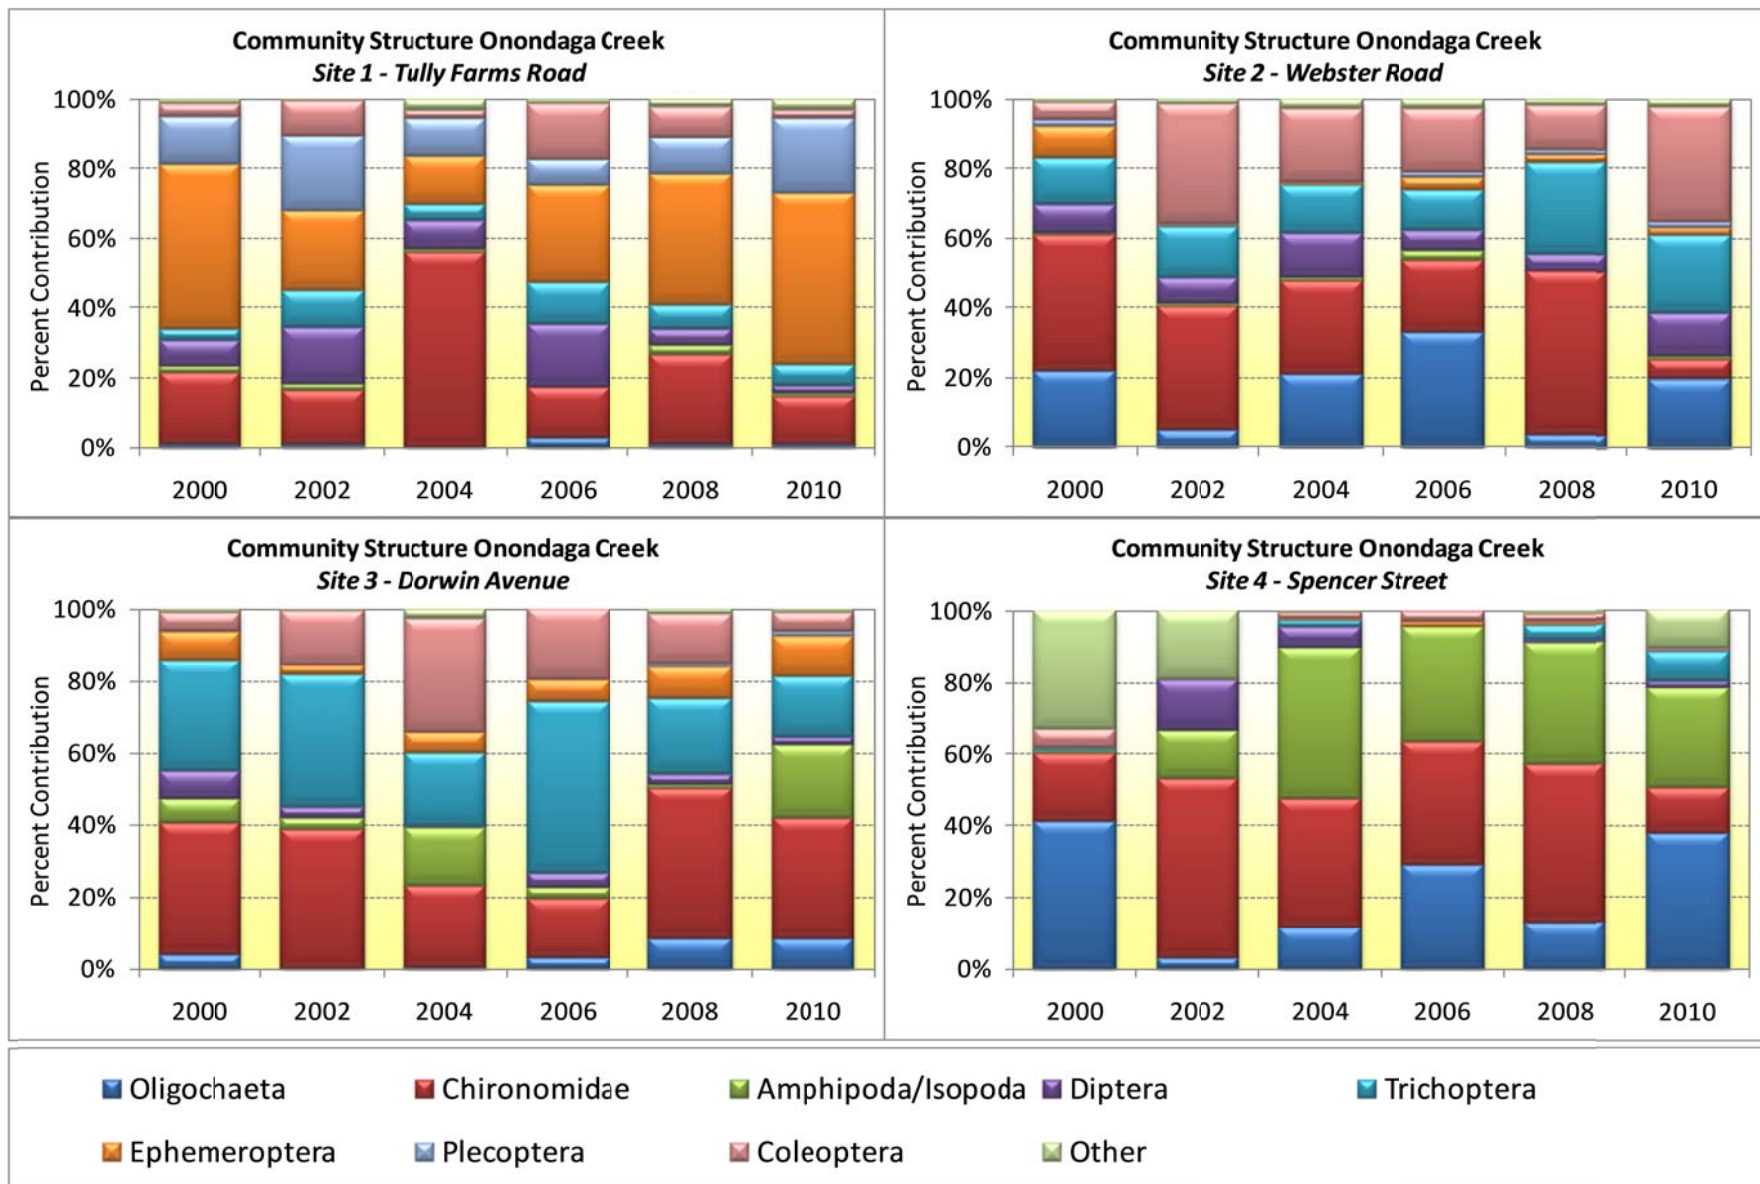 Community Structure Onondaga Creek
Site 1 - Tully Farms Road
100%
80%
60%
40%
20%
0%
Percent Contribution
2000 2002 2004 2006 2008 2010
Community Structure Onondaga Creek
Site 2 - Webster Road
100%
80%
60%
40%
20%
0%
Percent Contribution
2000 2002 2004 2006 2008 2010
Community Structure Onondaga Creek
Site 3 - Dorwin Avenue
100%
80%
60%
40%
20%
0%
Percent Contribution
2000 2002 2004 2006 2008 2010
Community Structure Onondaga Creek
Site 4 - Spencer Street
100%
80%
60%
40%
20%
0%
Percent Contribution
2000 2002 2004 2006 2008 2010
Oligochaeta Chironomidae Amphipoda/Isopoda Diptera Trichoptera
Ephemeroptera Plecoptera Coleoptera Other